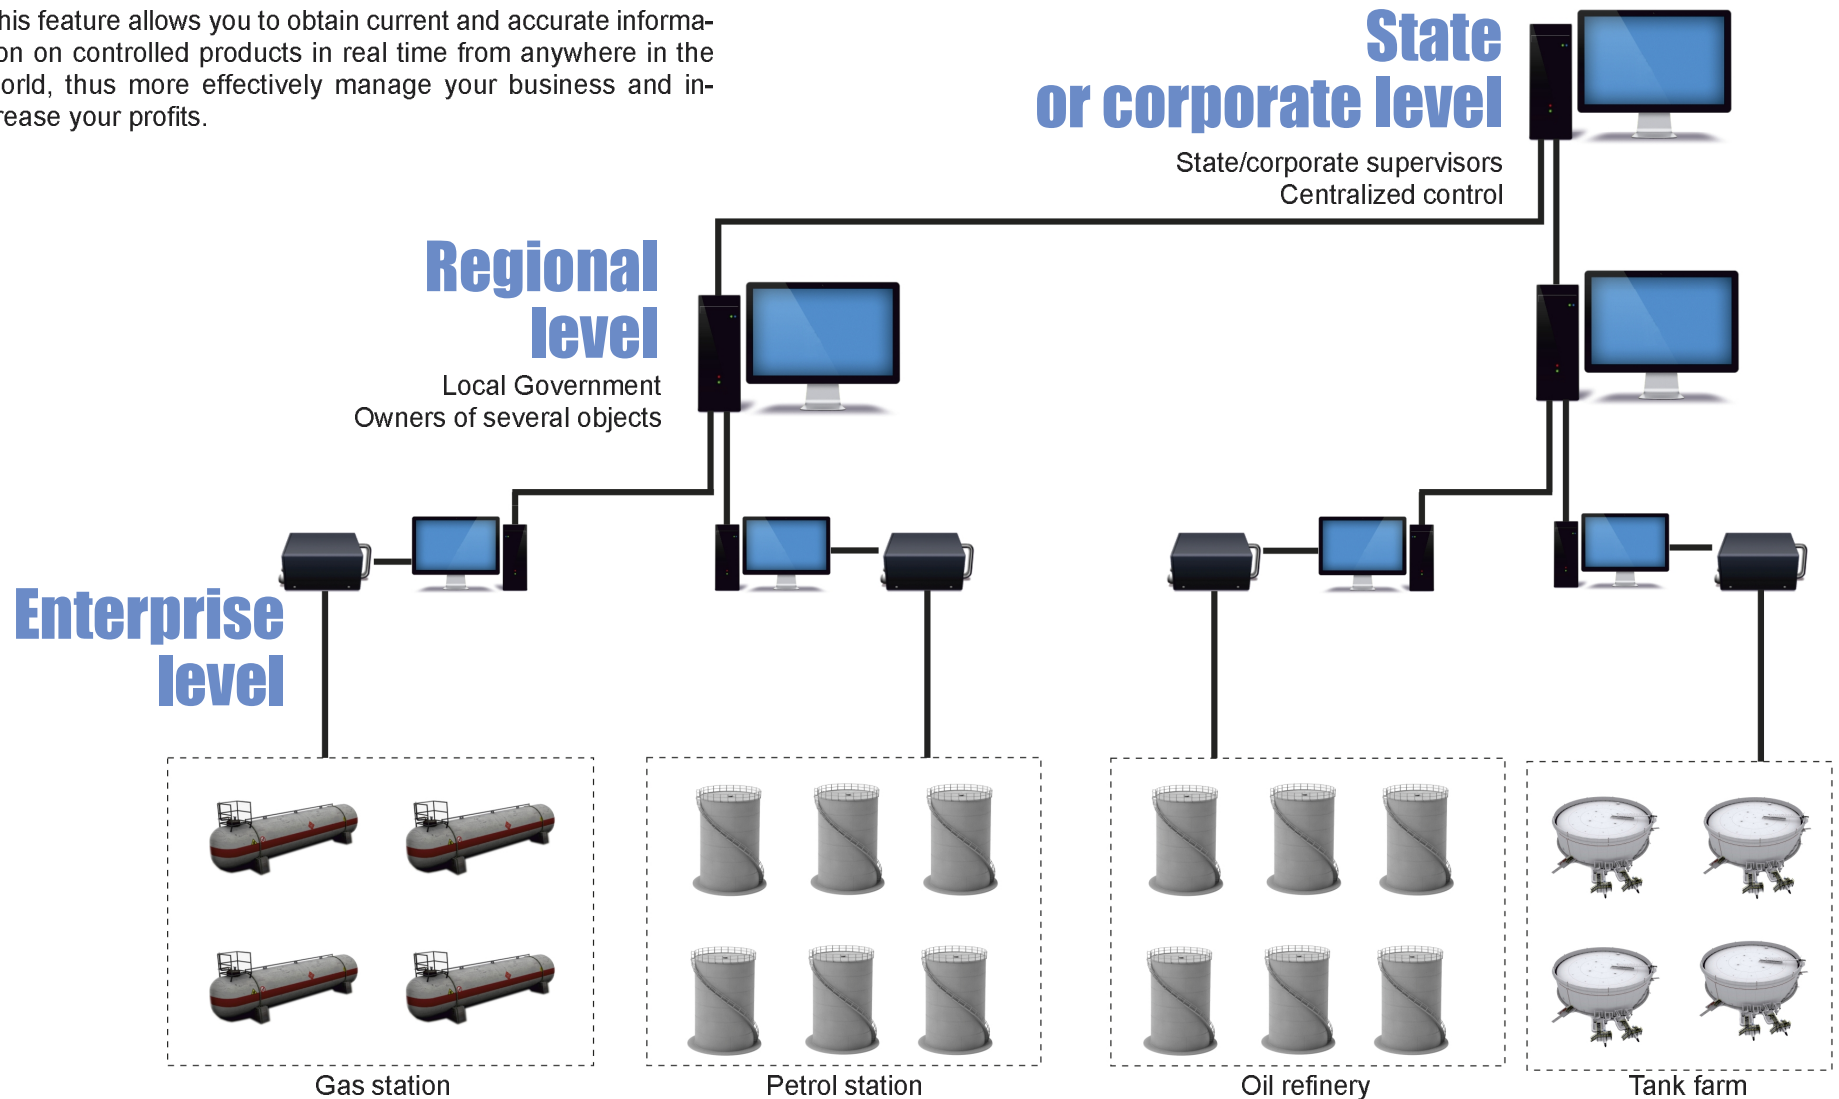 his feature allows you to obtain current and accurate informa-
on on controlled products in real time from anywhere in the
orld, thus more effectively manage your business and in-
rease your profits.
State
or corporate level
State/corporate supervisors
Centralized control
Regional
level
Local Government
Owners of several objects
Enterprise
level
Gas station
Petrol station
Oil refinery
Tank farm